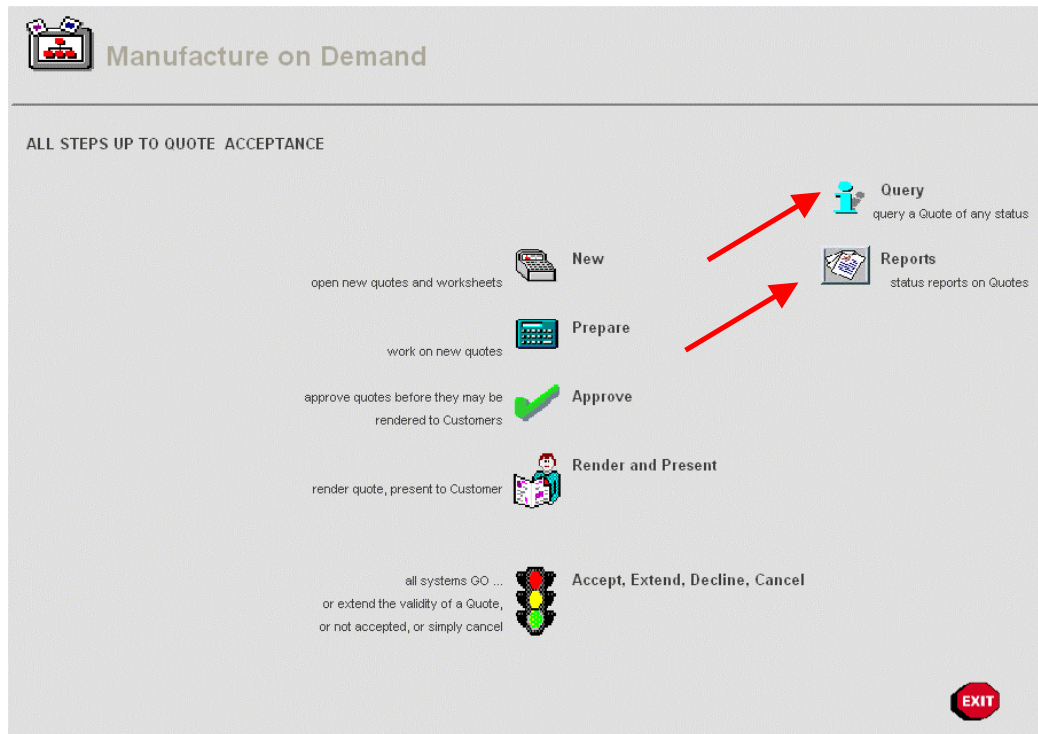 Manufacture on Demand
ALL STEPS UP TO QUOTE ACCEPTANCE
Query
query a Quote of any status
New
open new quotes and worksheets
Reports
status reports on Quotes
Prepare
work on new quotes
approve quotes before they may be
rendered to Customers
Approve
Render and Present
render quote, present to Customer
all systems GO ...
or extend the validity of a Quote,
or not accepted, or simply cancel
Accept, Extend, Decline, Cancel
EXIT